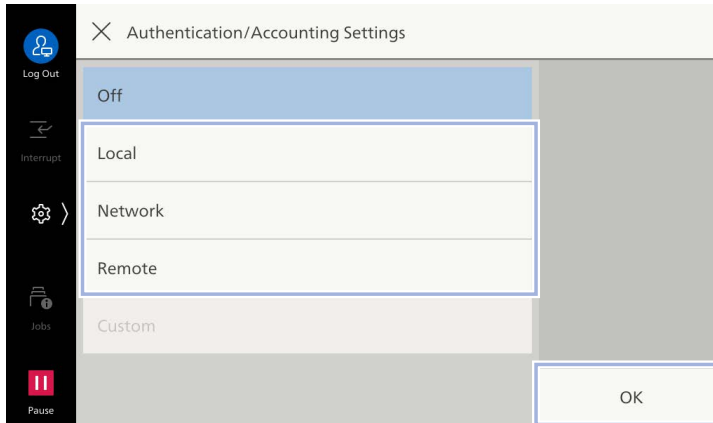 Authentication/Accounting Settings
Log Out
Off
Local
Interrupt
Network
Remote
Jobs
Custom
Pause
OK